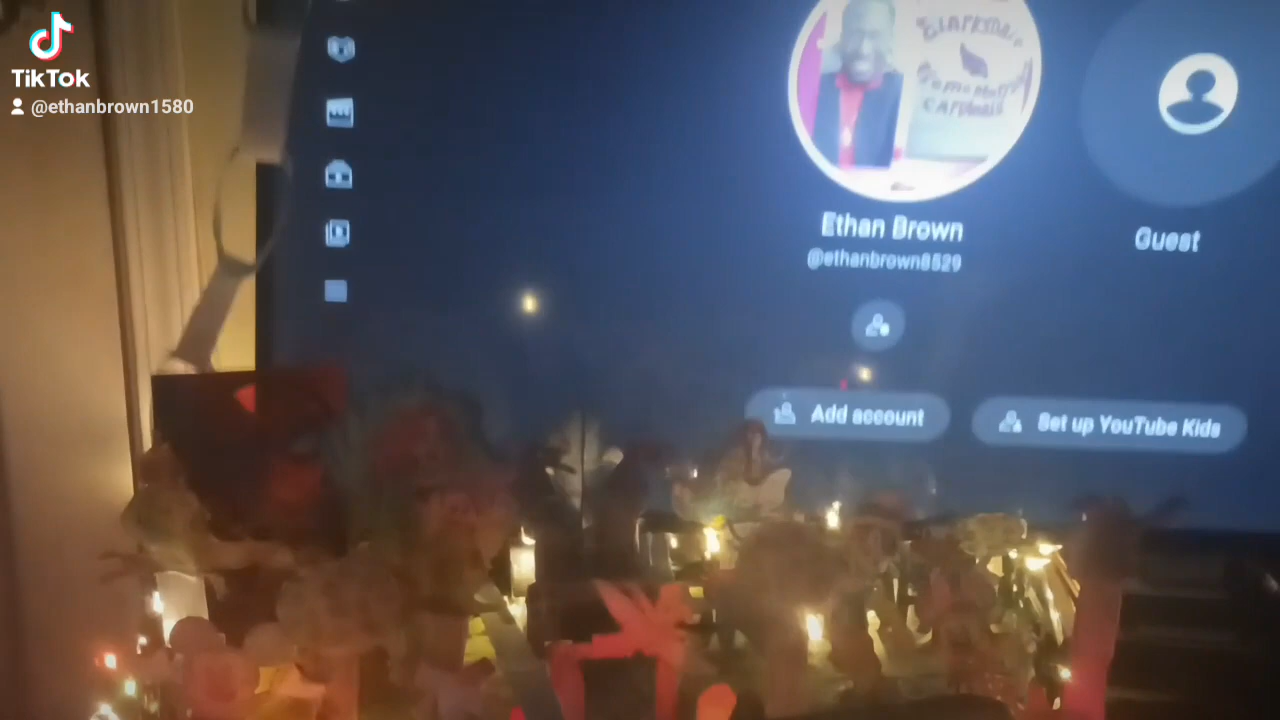 TikTok
@ethanbrown1580
Ethan Brown
@ethanbrown8529
Guest
Add account
Set up YouTube Kids